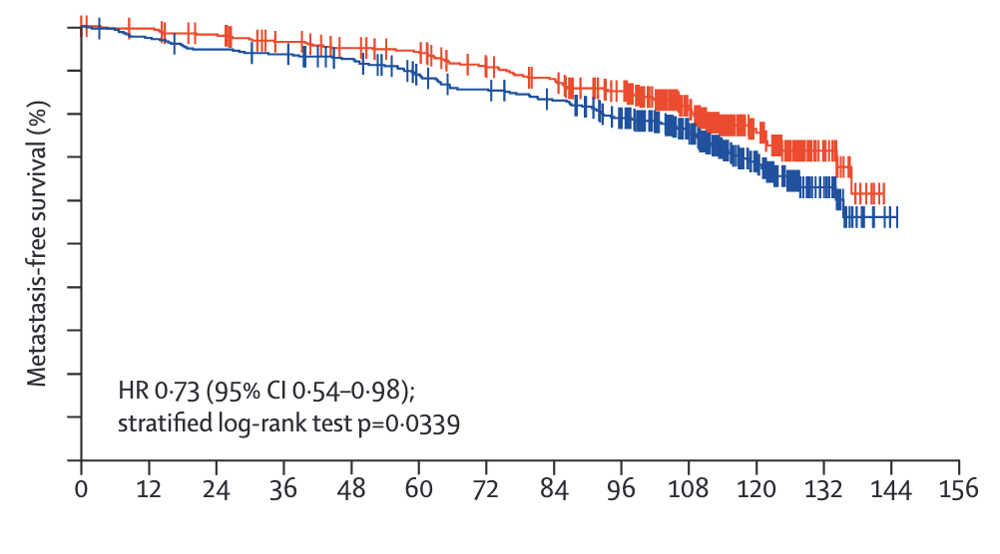 Metastasis-free survival (%)
HR 0·73 (95% CI 0·54–0·98);
stratified log-rank test p=0·0339
0 12 24 36 48 60 72 84 96 108 120 132 144 156